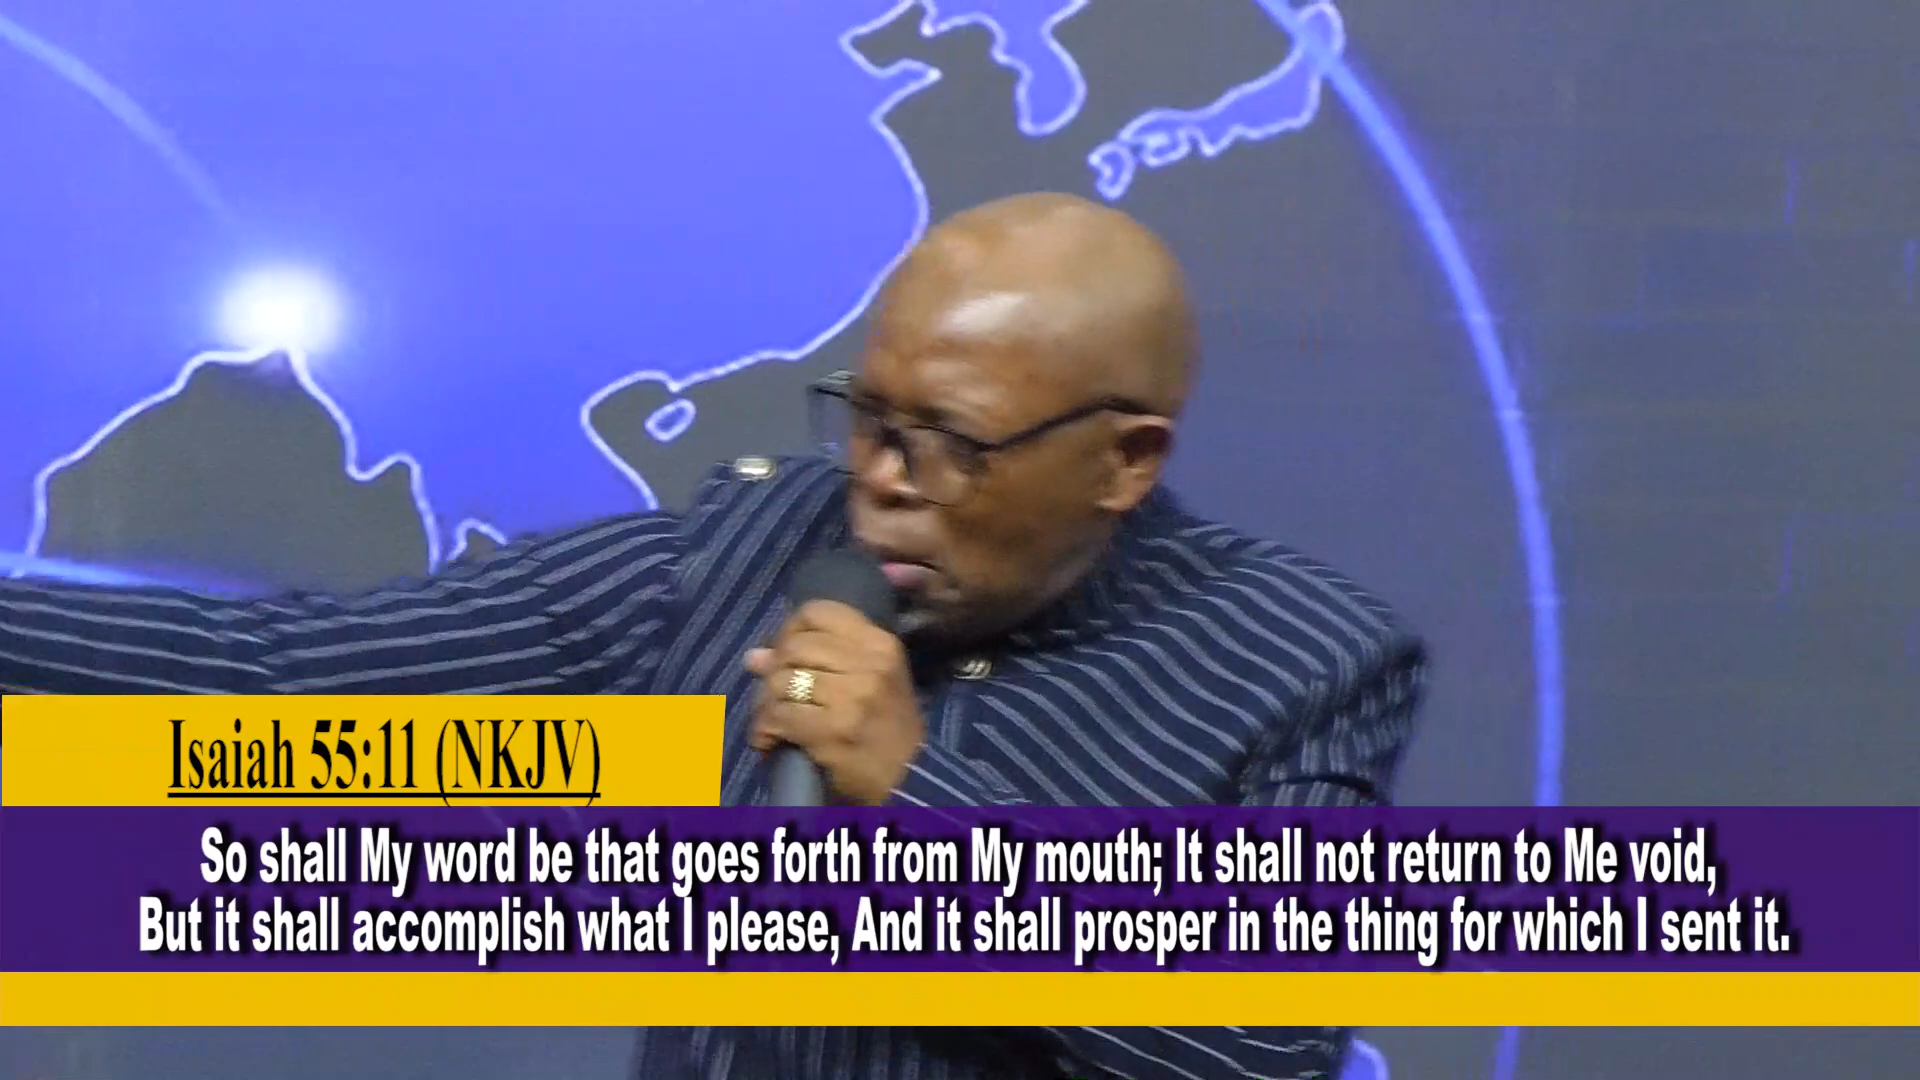 Isaiah 55:11 (NKJV)
So shall My word be that goes forth from My mouth; It shall not return to Me void,
But it shall accomplish what I please, And it shall prosper in the thing for which I sent it.